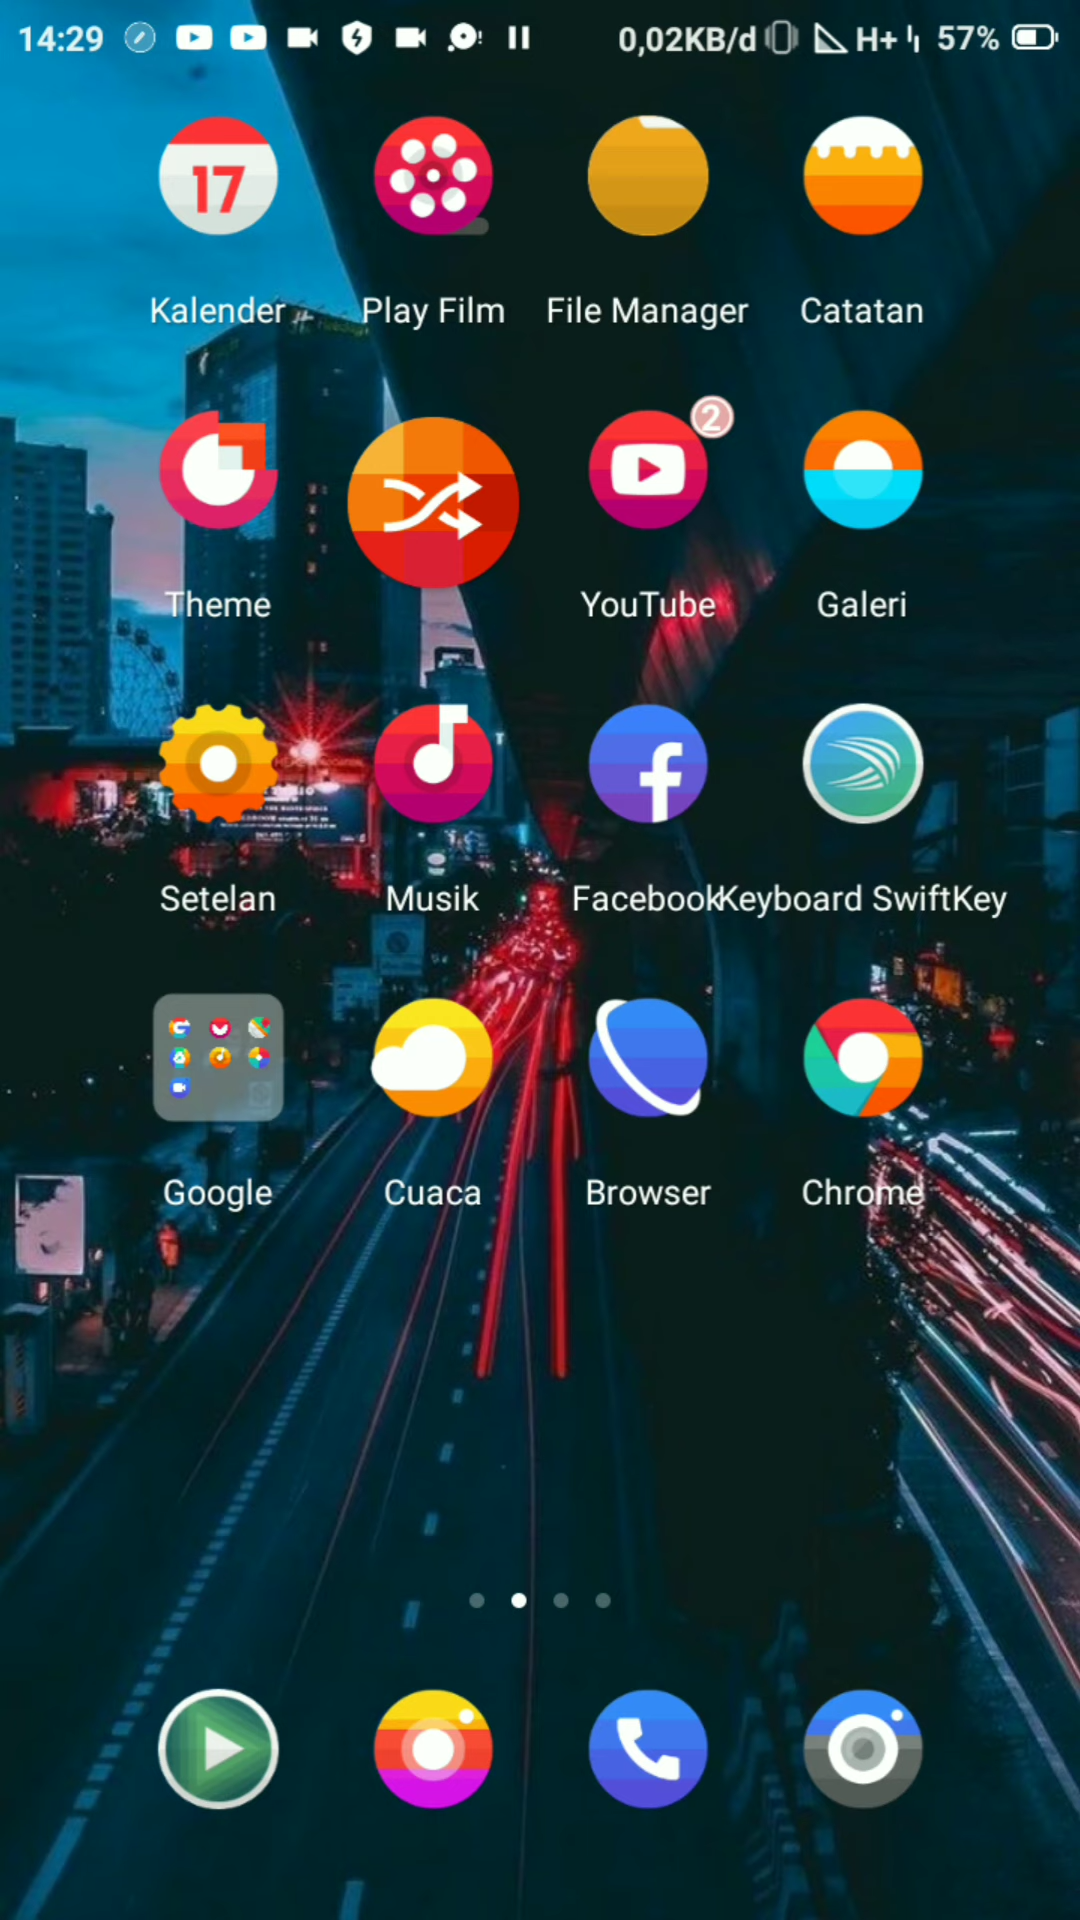 14:29 0,02KB/d H+ 57%
17
Kalender Play Film File Manager Catatan
2
Theme YouTube Galeri
Setelan Musik Facebook Keyboard SwiftKey
Google Cuaca Browser Chrome